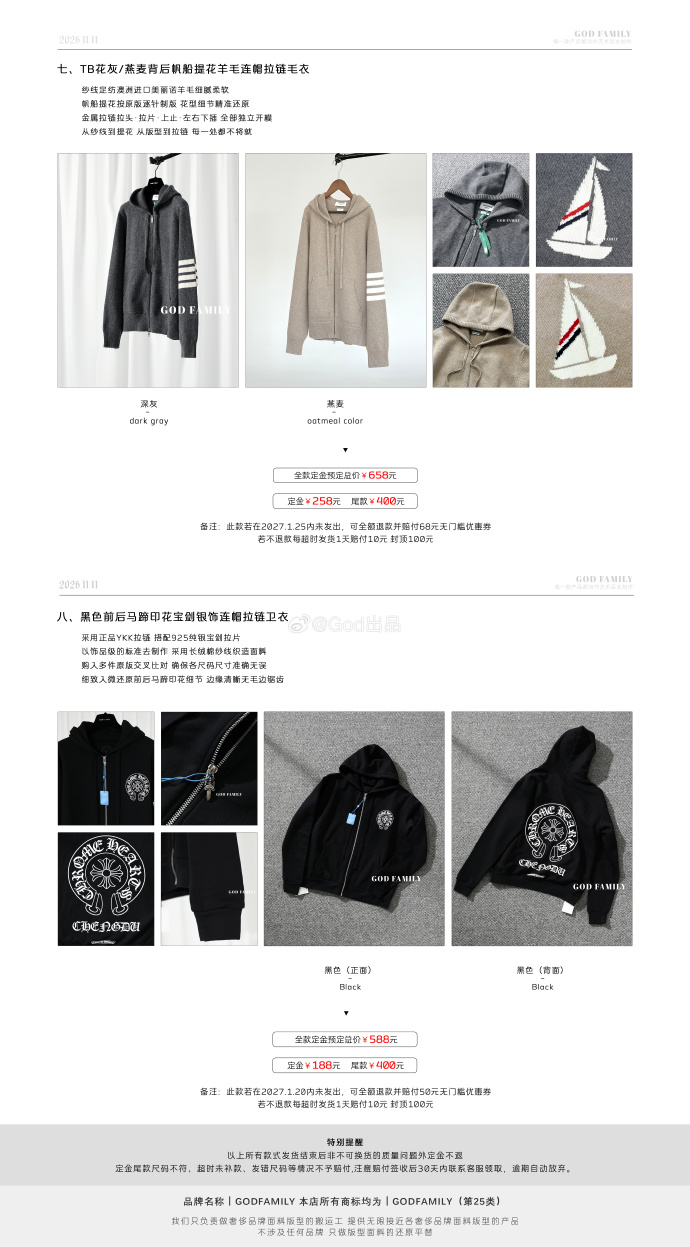 2026 11 11
GOD FAMILY
七、TB花灰/燕麦背后帆船提花羊毛连帽拉链毛衣
纱线定纺澳洲进口美丽诺羊毛细腻柔软
帆船提花按原版逐针制版 花型细节精准还原
金属拉链拉头·拉片·上止·左右下插 全部独立开模
从纱线到提花 从版型到拉链 每一处都不将就
GOD FAMILY
GOD FAMILY
深灰
dark gray
燕麦
oatmeal color
全款定金预定总价¥658元
定金¥258元 尾款¥400元
备注：此款若在2027.1.25内未发出，可全额退款并赔付68元无门槛优惠券
若不退款每超时发货1天赔付10元 封顶100元
2026 11 11
GOD FAMILY
八、黑色前后马蹄印花宝剑银饰连帽拉链卫衣
@God出品
采用正品YKK拉链 搭配925纯银宝剑拉片
以饰品级的标准去制作 采用长绒棉纱线织造面料
购入多件原版交叉比对 确保各尺码尺寸准确无误
细致入微还原前后马蹄印花细节 边缘清晰无毛边锯齿
GOD FAMILY
CHROME HEARTS
CHENGDU
GOD FAMILY
GOD FAMILY
CHROME HEARTS
CHENGDU
GOD FAMILY
黑色（正面）
Black
黑色（背面）
Black
全款定金预定总价¥588元
定金¥188元 尾款¥400元
备注：此款若在2027.1.20内未发出，可全额退款并赔付50元无门槛优惠券
若不退款每超时发货1天赔付10元 封顶100元
特别提醒
以上所有款式发货结束后非不可换货的质量问题外定金不退
定金尾款尺码不符，超时未补款、发错尺码等情况不予赔付,注意赔付签收后30天内联系客服领取，逾期自动放弃。
品牌名称｜GODFAMILY 本店所有商标均为｜GODFAMILY（第25类）
我们只负责做奢侈品牌面料版型的搬运工 提供无限接近各奢侈品牌面料版型的产品
不涉及任何品牌 只做版型面料的还原平替